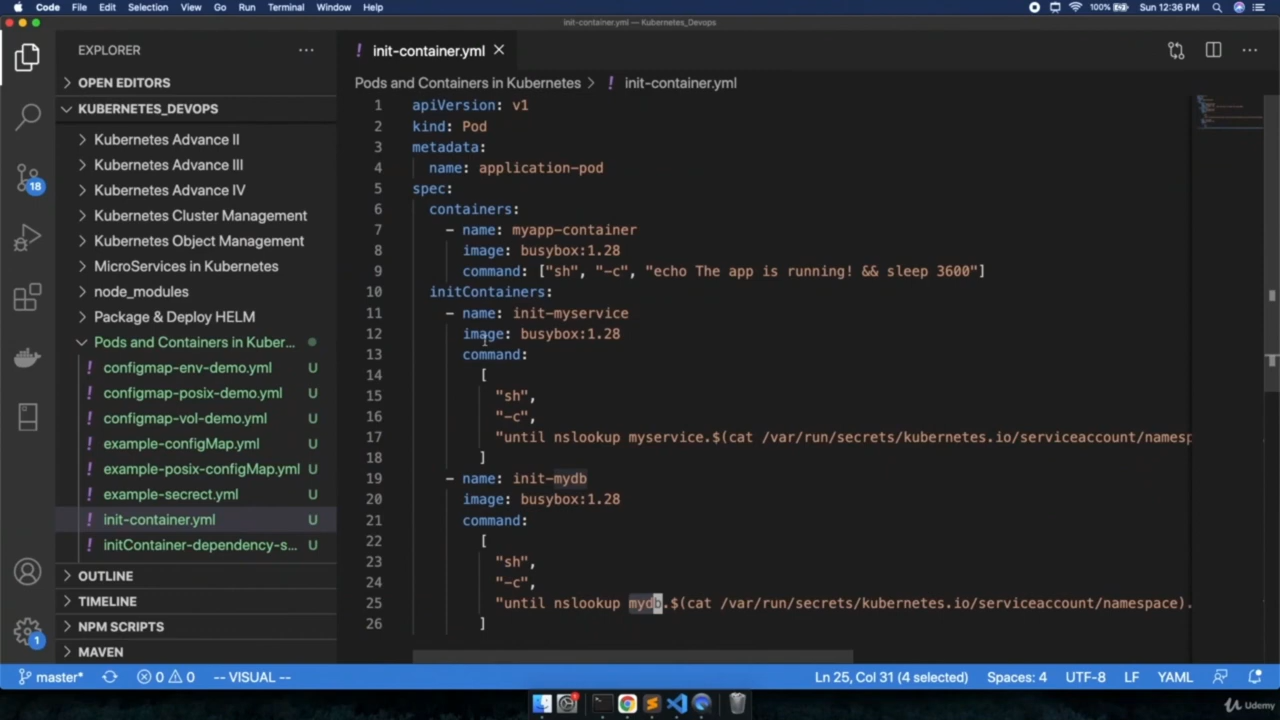 Code File Edit Selection View Go Run Terminal Window Help 100% Sun 12:36 PM
init-container.yml — Kubernetes_Devops
EXPLORER
OPEN EDITORS
KUBERNETES_DEVOPS
Kubernetes Advance II
Kubernetes Advance III
Kubernetes Advance IV
Kubernetes Cluster Management
Kubernetes Object Management
MicroServices in Kubernetes
node_modules
Package & Deploy HELM
Pods and Containers in Kuber...
! configmap-env-demo.yml U
! configmap-posix-demo.yml U
! configmap-vol-demo.yml U
! example-configMap.yml U
! example-posix-configMap.yml U
! example-secrect.yml U
! init-container.yml U
! initContainer-dependency-s... U
OUTLINE
TIMELINE
NPM SCRIPTS
MAVEN
18
1
! init-container.yml
Pods and Containers in Kubernetes > ! init-container.yml
1 apiVersion: v1
2 kind: Pod
3 metadata:
4 name: application-pod
5 spec:
6 containers:
7 - name: myapp-container
8 image: busybox:1.28
9 command: ["sh", "-c", "echo The app is running! && sleep 3600"]
10 initContainers:
11 - name: init-myservice
12 image: busybox:1.28
13 command:
14 [
15 "sh",
16 "-c",
17 "until nslookup myservice.$(cat /var/run/secrets/kubernetes.io/serviceaccount/namesp
18 ]
19 - name: init-mydb
20 image: busybox:1.28
21 command:
22 [
23 "sh",
24 "-c",
25 "until nslookup mydb.$(cat /var/run/secrets/kubernetes.io/serviceaccount/namespace).
26 ]
master* 0 0 -- VISUAL -- Ln 25, Col 31 (4 selected) Spaces: 4 UTF-8 LF YAML
Udemy